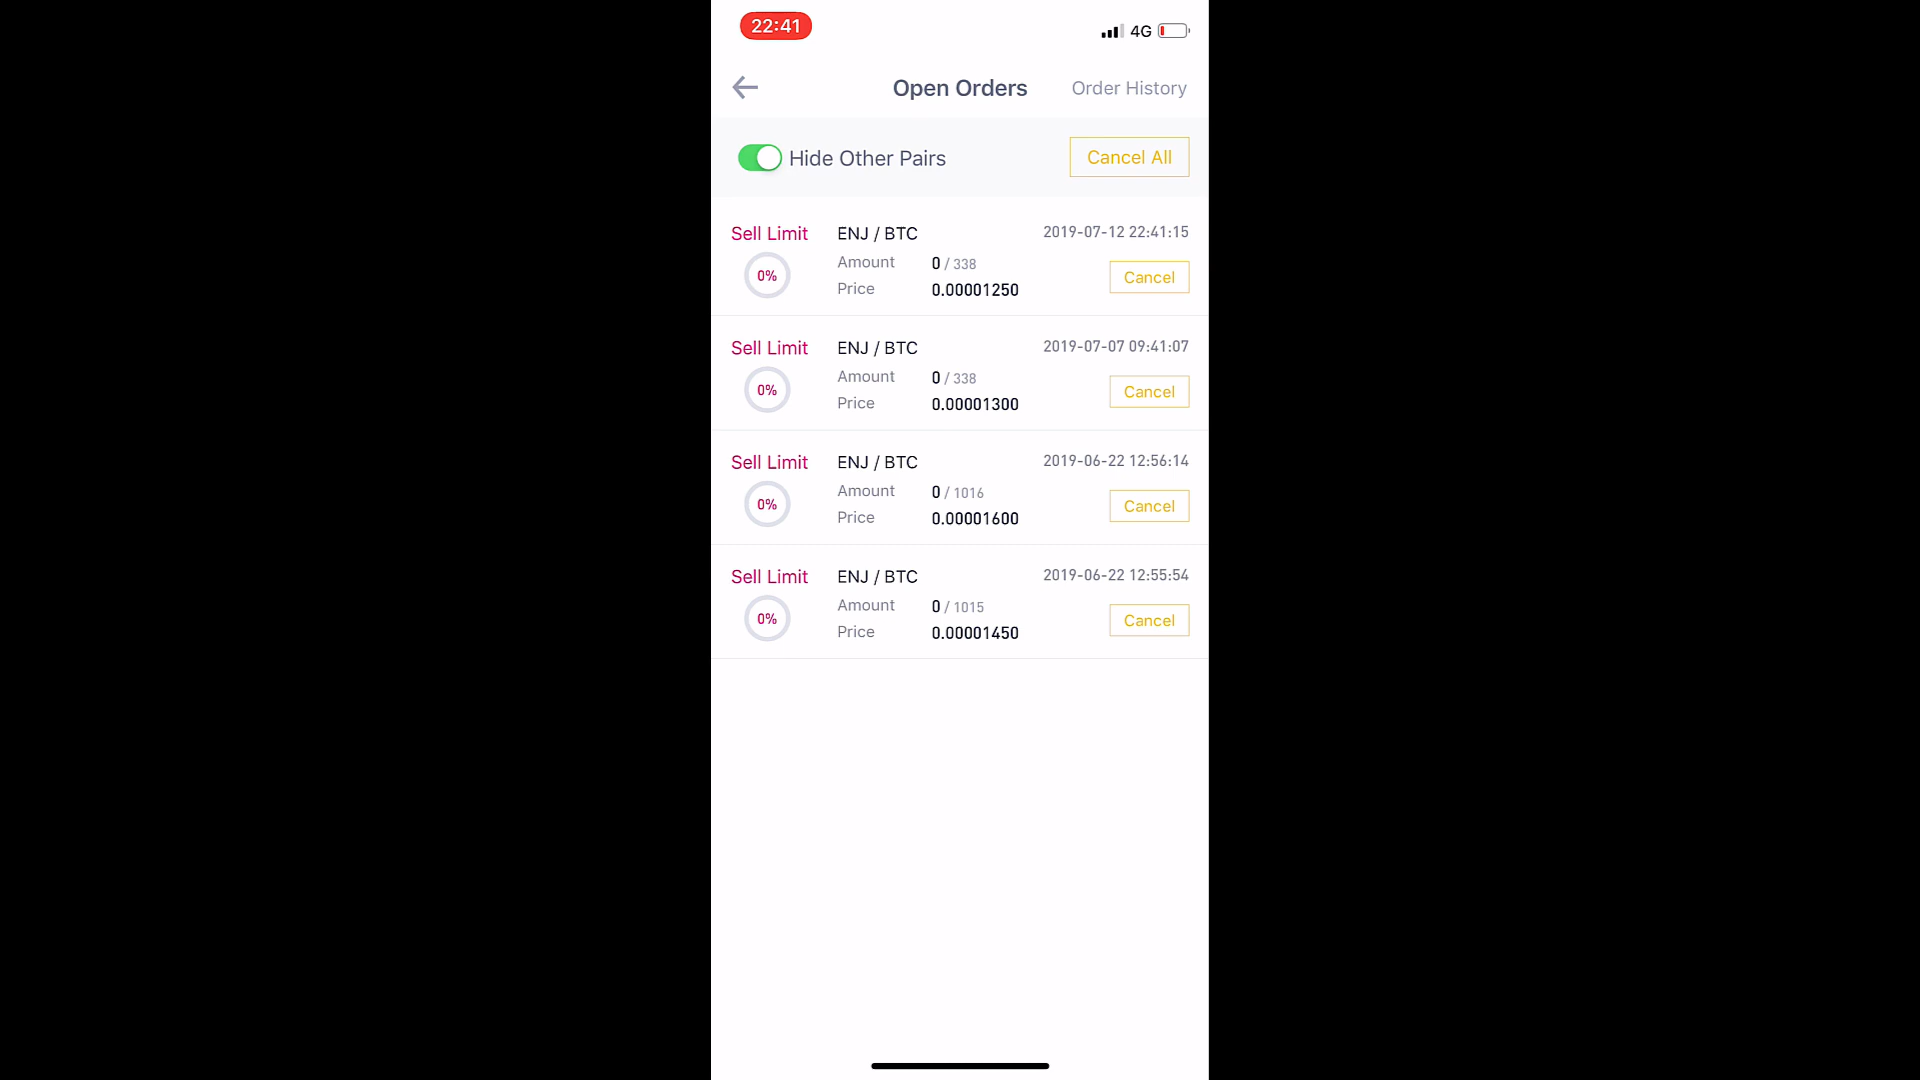 22:41
4G
Open Orders
Order History
Hide Other Pairs
Cancel All
Sell Limit
ENJ / BTC
2019-07-12 22:41:15
0%
Amount
0 / 338
Price
0.00001250
Cancel
Sell Limit
ENJ / BTC
2019-07-07 09:41:07
0%
Amount
0 / 338
Price
0.00001300
Cancel
Sell Limit
ENJ / BTC
2019-06-22 12:56:14
0%
Amount
0 / 1016
Price
0.00001600
Cancel
Sell Limit
ENJ / BTC
2019-06-22 12:55:54
0%
Amount
0 / 1015
Price
0.00001450
Cancel